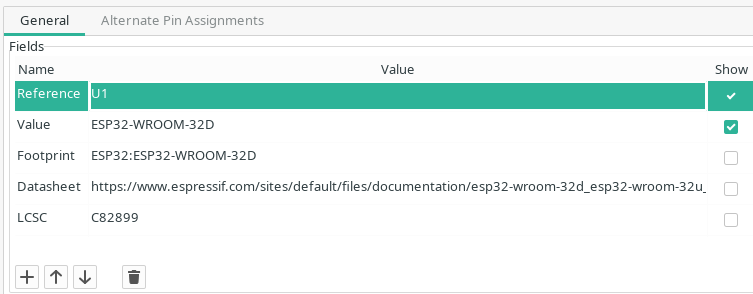 General Alternate Pin Assignments
Fields
Name Value Show
Reference U1
Value ESP32-WROOM-32D
Footprint ESP32:ESP32-WROOM-32D
Datasheet https://www.espressif.com/sites/default/files/documentation/esp32-wroom-32d_esp32-wroom-32u_
LCSC C82899